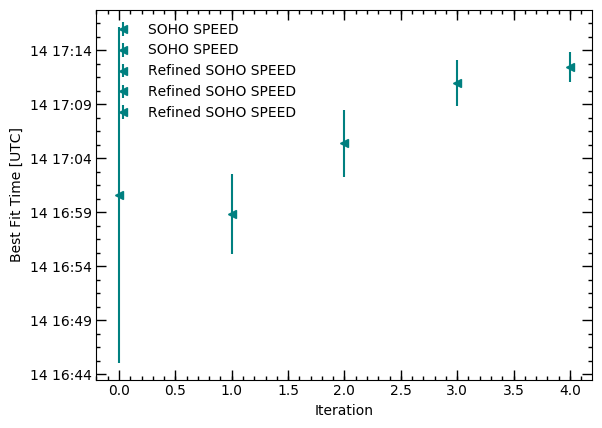 SOHO SPEED
SOHO SPEED
Refined SOHO SPEED
Refined SOHO SPEED
Refined SOHO SPEED
14 17:14
14 17:09
14 17:04
14 16:59
14 16:54
14 16:49
14 16:44
Best Fit Time [UTC]
0.0 0.5 1.0 1.5 2.0 2.5 3.0 3.5 4.0
Iteration